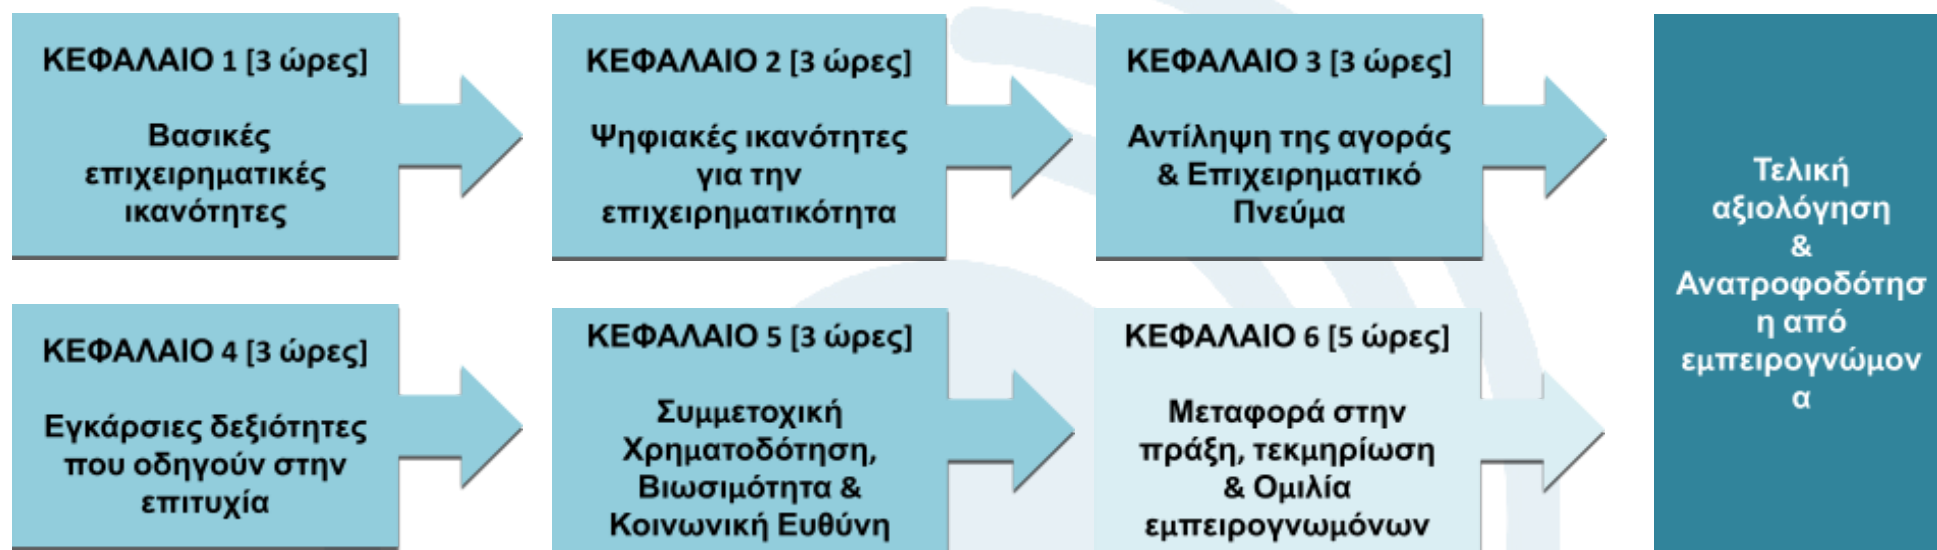 ΚΕΦΑΛΑΙΟ 1 [3 ώρες]
Βασικές
επιχειρηματικές
ικανότητες
ΚΕΦΑΛΑΙΟ 2 [3 ώρες]
Ψηφιακές ικανότητες
για την
επιχειρηματικότητα
ΚΕΦΑΛΑΙΟ 3 [3 ώρες]
Αντίληψη της αγοράς
& Επιχειρηματικό
Πνεύμα
ΚΕΦΑΛΑΙΟ 4 [3 ώρες]
Εγκάρσιες δεξιότητες
που οδηγούν στην
επιτυχία
ΚΕΦΑΛΑΙΟ 5 [3 ώρες]
Συμμετοχική
Χρηματοδότηση,
Βιωσιμότητα &
Κοινωνική Ευθύνη
ΚΕΦΑΛΑΙΟ 6 [5 ώρες]
Μεταφορά στην
πράξη, τεκμηρίωση
& Ομιλία
εμπειρογνωμόνων
Τελική
αξιολόγηση
&
Ανατροφοδότησ
η από
εμπειρογνώμον
α